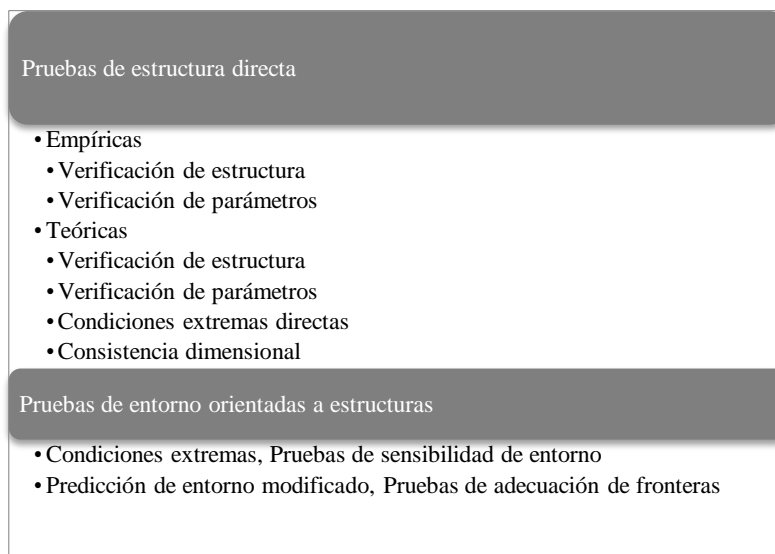 Pruebas de estructura directa
• Empíricas
• Verificación de estructura
• Verificación de parámetros
• Teóricas
• Verificación de estructura
• Verificación de parámetros
• Condiciones extremas directas
• Consistencia dimensional
Pruebas de entorno orientadas a estructuras
• Condiciones extremas, Pruebas de sensibilidad de entorno
• Predicción de entorno modificado, Pruebas de adecuación de fronteras